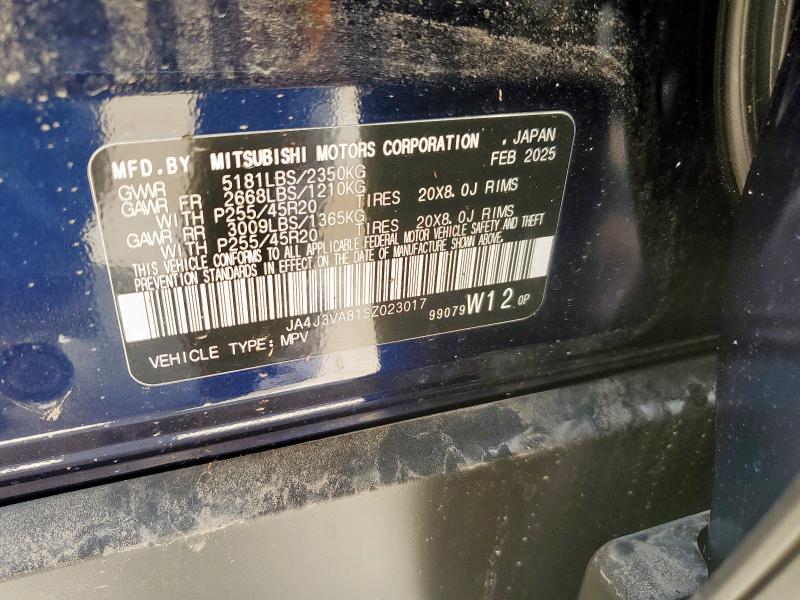 MFD.BY MITSUBISHI MOTORS CORPORATION , JAPAN
FEB 2025
GVWR 5181LBS/2350KG
GAWR FR 2668LBS/1210KG
WITH P255/45R20 TIRES 20X8.0J RIMS
GAWR RR 3009LBS/1365KG
WITH P255/45R20 TIRES 20X8.0J RIMS
THIS VEHICLE CONFORMS TO ALL APPLICABLE FEDERAL MOTOR VEHICLE SAFETY AND THEFT
PREVENTION STANDARDS IN EFFECT ON THE DATE OF MANUFACTURE SHOWN ABOVE.
JA4J3VA81SZ023017
99079 W12 0P
VEHICLE TYPE: MPV